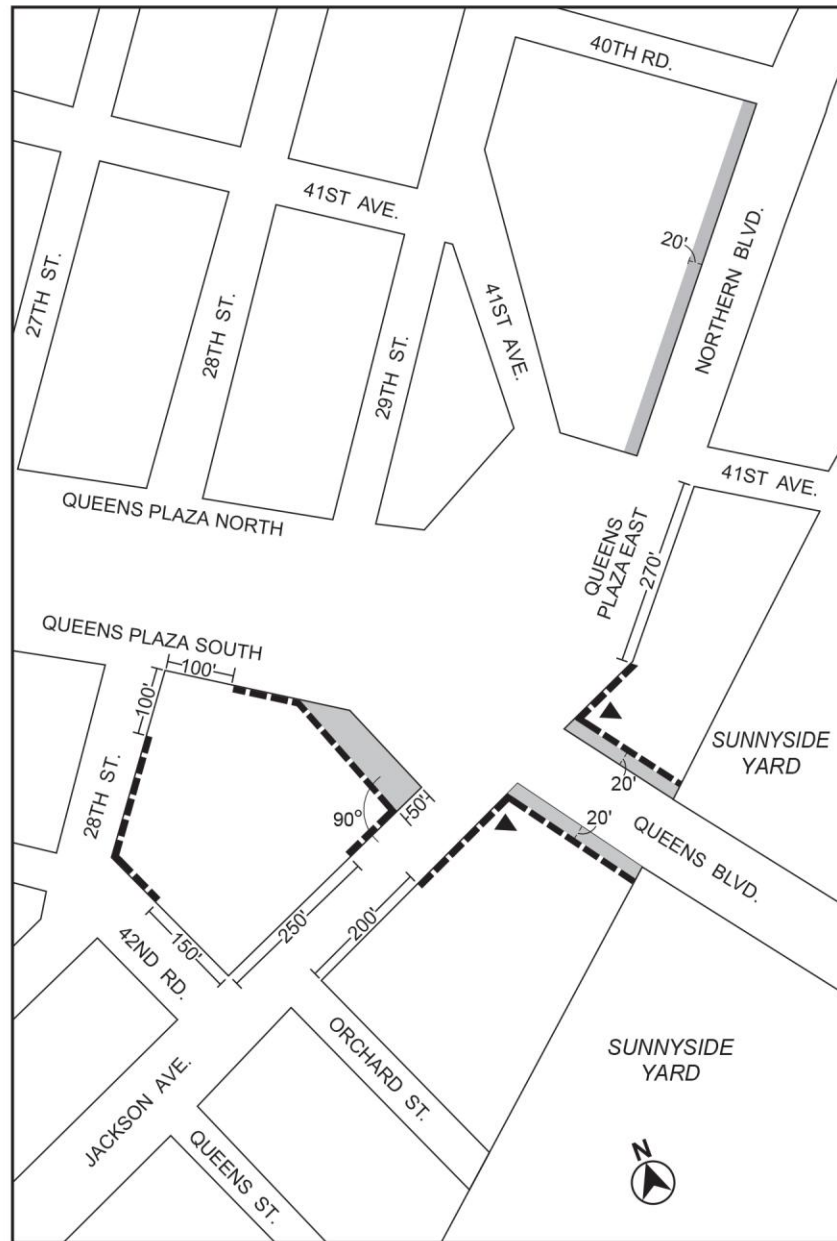 40TH RD.
41ST AVE.
20'
27TH ST.
28TH ST.
41ST AVE.
NORTHERN BLVD.
29TH ST.
41ST AVE.
QUEENS PLAZA NORTH
QUEENS
PLAZA EAST
270'
QUEENS PLAZA SOUTH
100'
100'
SUNNYSIDE
YARD
28TH ST.
20'
50'
90°
20'
QUEENS BLVD.
200'
250'
150'
42ND RD.
ORCHARD ST.
SUNNYSIDE
YARD
JACKSON AVE.
QUEENS ST.
N